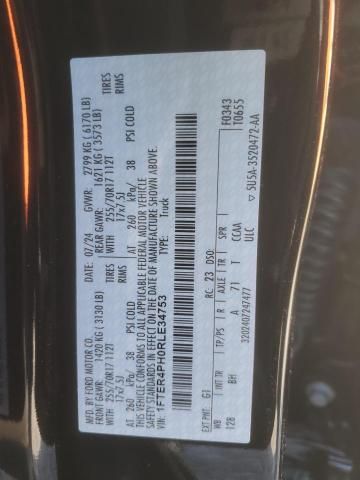 MFD. BY FORD MOTOR CO.
DATE: 07/24 GVWR: 2799 KG ( 6170 LB)
FRONT GAWR: 1420 KG ( 3130 LB) REAR GAWR: 1621 KG ( 3573 LB)
WITH 255/70R17 112T TIRES WITH 255/70R17 112T TIRES
17x7.5J RIMS 17x7.5J RIMS
AT 260 kPa/ 38 PSI COLD AT 260 kPa/ 38 PSI COLD
THIS VEHICLE CONFORMS TO ALL APPLICABLE FEDERAL MOTOR VEHICLE
SAFETY STANDARDS IN EFFECT ON THE DATE OF MANUFACTURE SHOWN ABOVE.
VIN: 1FTER4PH0RLE34753 TYPE: Truck
F0343
T0655
EXT PNT: G1 RC: 23 DSO:
WB TP/PS R AXLE TR SPR
128 BH A 71 T CCAA
ULC
3202407247477
5U5A-3520472-AA